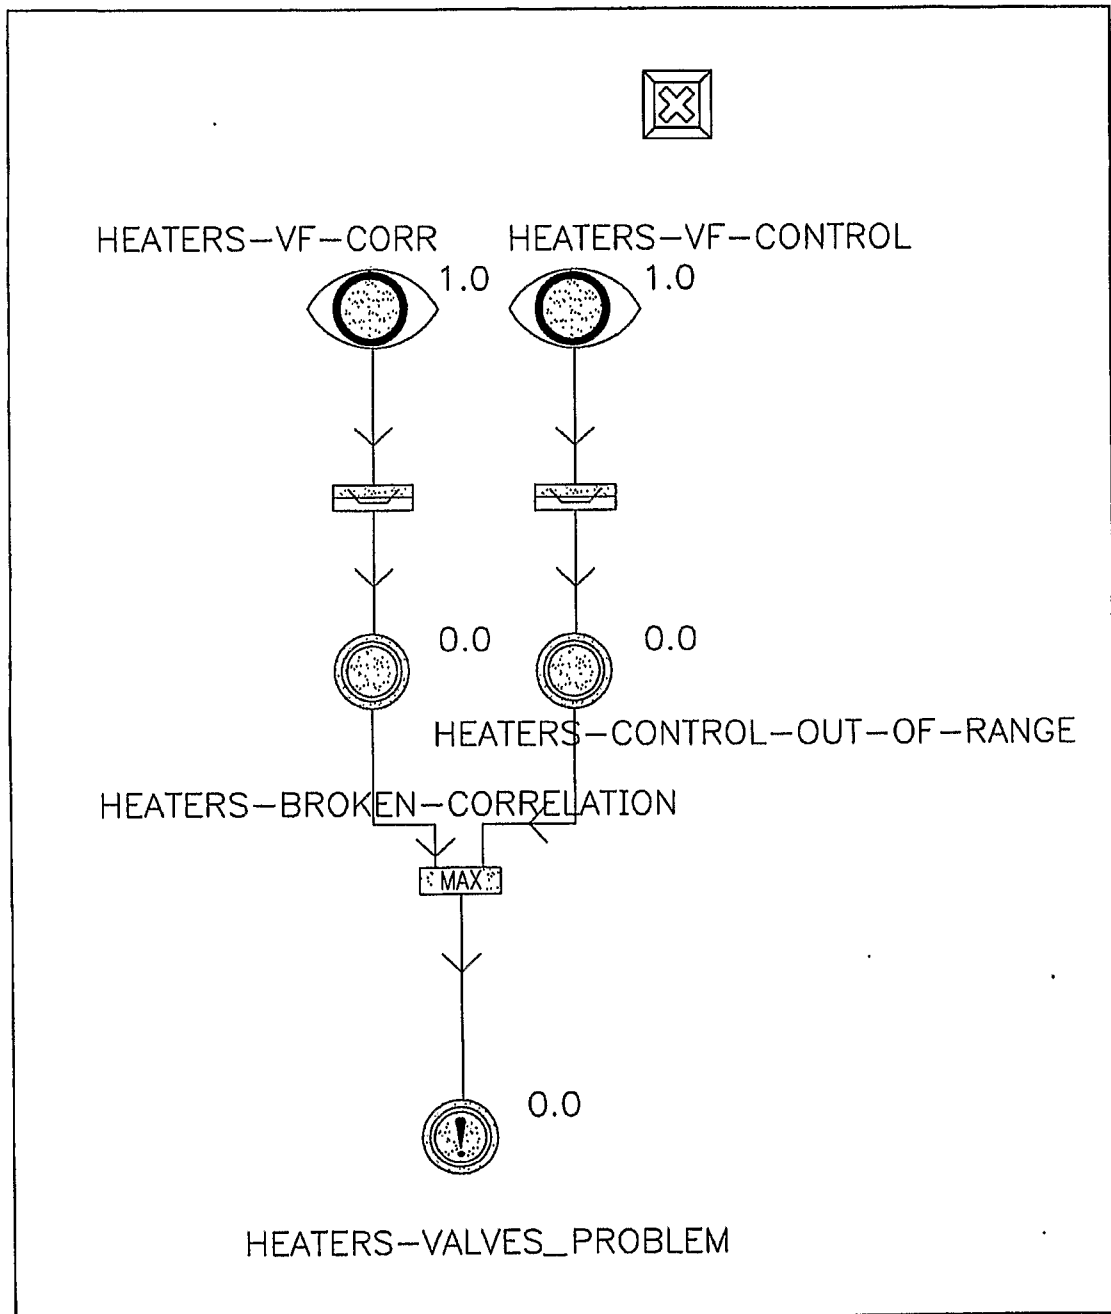 HEATERS-VF-CORR HEATERS-VF-CONTROL
1.0 1.0
0.0 0.0
HEATERS-CONTROL-OUT-OF-RANGE
HEATERS-BROKEN-CORRELATION
MAX
!
0.0
HEATERS-VALVES_PROBLEM